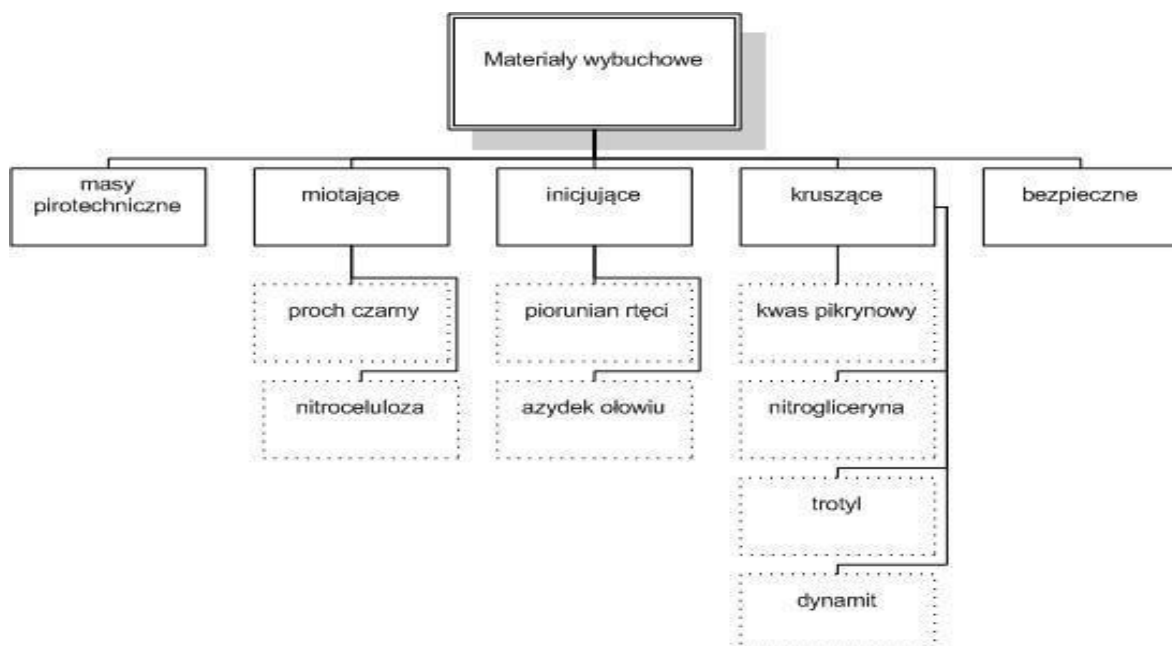 Materiały wybuchowe
masy
pirotechniczne
miotające
inicjujące
kruszące
bezpieczne
proch czarny
piorunian rtęci
kwas pikrynowy
nitroceluloza
azydek ołowiu
nitrogliceryna
trotyl
dynamit